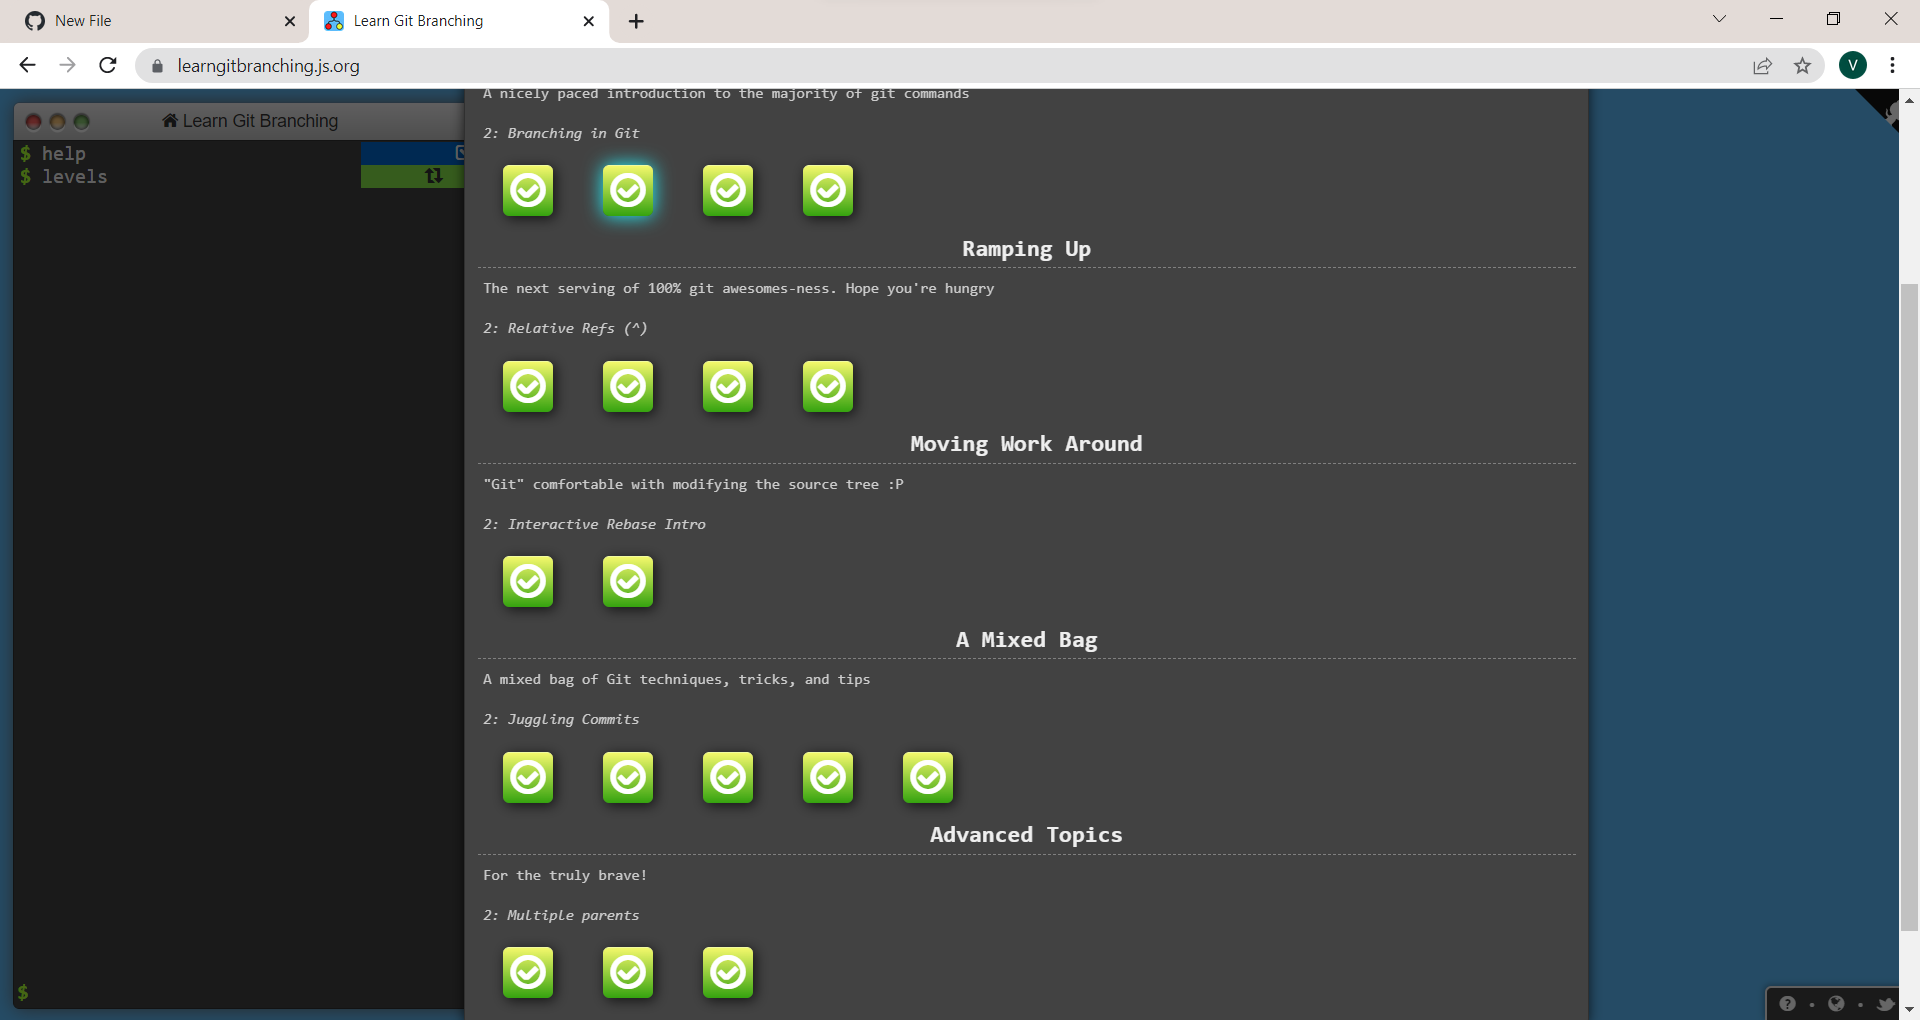 New File
Learn Git Branching
learngitbranching.js.org
V
Learn Git Branching
$ help
$ levels
$
A nicely paced introduction to the majority of git commands
2: Branching in Git
Ramping Up
The next serving of 100% git awesomes-ness. Hope you're hungry
2: Relative Refs (^)
Moving Work Around
"Git" comfortable with modifying the source tree :P
2: Interactive Rebase Intro
A Mixed Bag
A mixed bag of Git techniques, tricks, and tips
2: Juggling Commits
Advanced Topics
For the truly brave!
2: Multiple parents